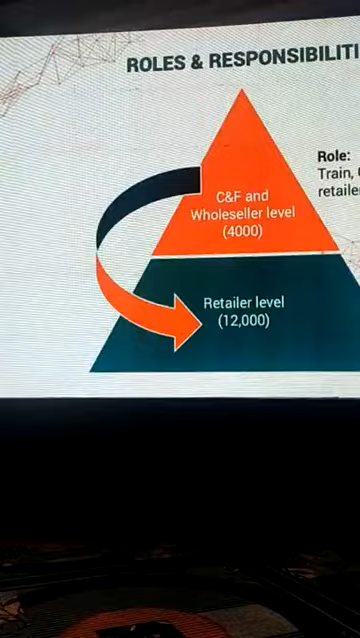 ROLES & RESPONSIBILITI
Role:
Train,
retaile
C&F and
Wholeseller level
(4000)
Retailer level
(12,000)